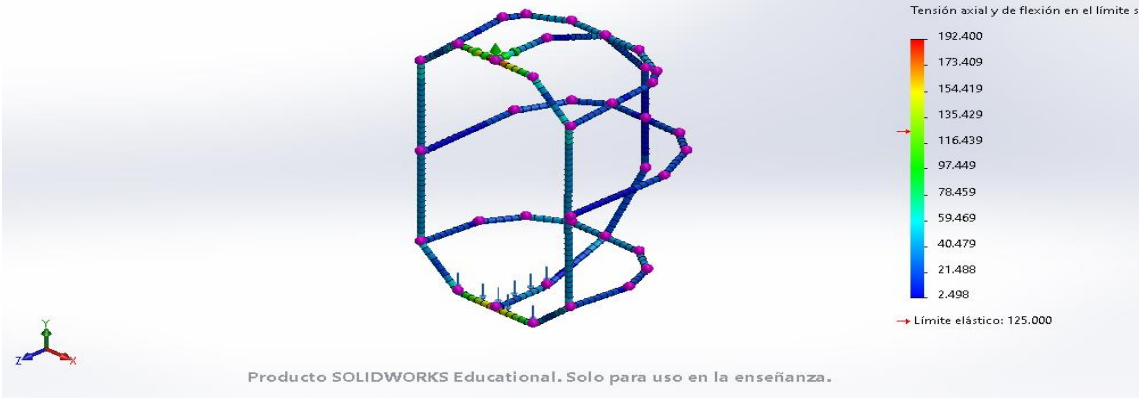 Tensión axial y de flexión en el límite s
192.400
173.409
154.419
135.429
116.439
97.449
78.459
59.469
40.479
21.488
2.498
Límite elástico: 125.000
Y
Z
X
Producto SOLIDWORKS Educational. Solo para uso en la enseñanza.